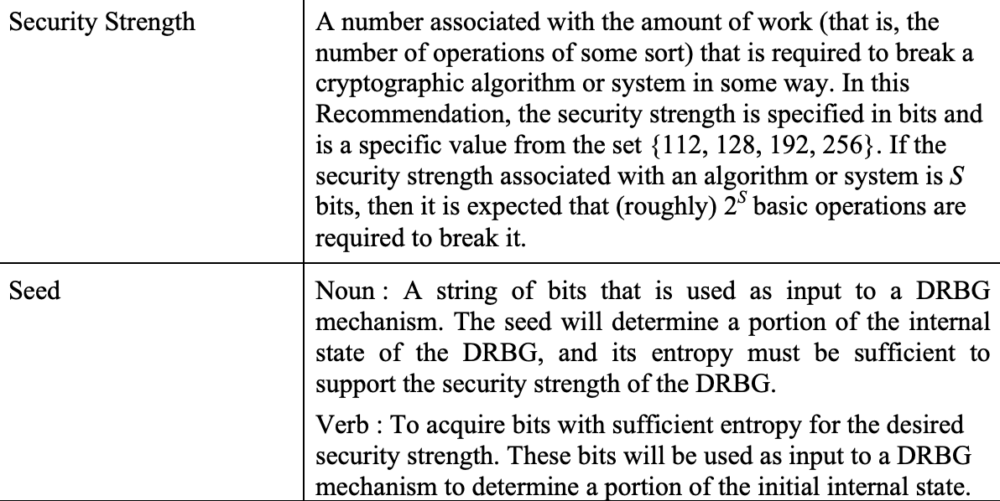 Security Strength
A number associated with the amount of work (that is, the
number of operations of some sort) that is required to break a
cryptographic algorithm or system in some way. In this
Recommendation, the security strength is specified in bits and
is a specific value from the set {112, 128, 192, 256}. If the
security strength associated with an algorithm or system is S
bits, then it is expected that (roughly) 2^S basic operations are
required to break it.
Seed
Noun : A string of bits that is used as input to a DRBG
mechanism. The seed will determine a portion of the internal
state of the DRBG, and its entropy must be sufficient to
support the security strength of the DRBG.
Verb : To acquire bits with sufficient entropy for the desired
security strength. These bits will be used as input to a DRBG
mechanism to determine a portion of the initial internal state.